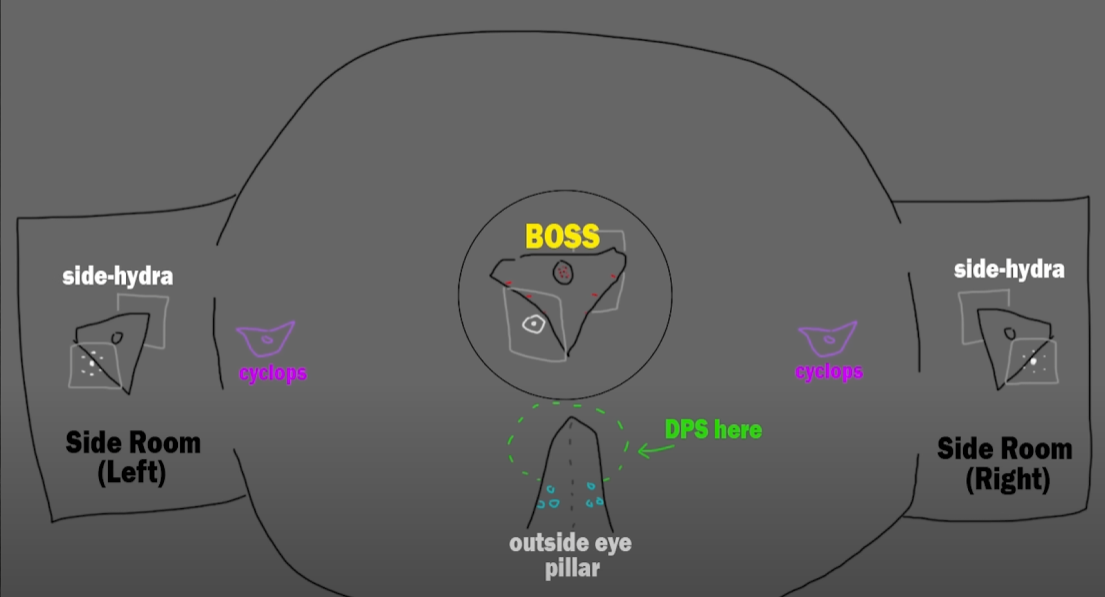 BOSS
side-hydra
side-hydra
cyclops
cyclops
DPS here
Side Room
(Left)
Side Room
(Right)
outside eye
pillar